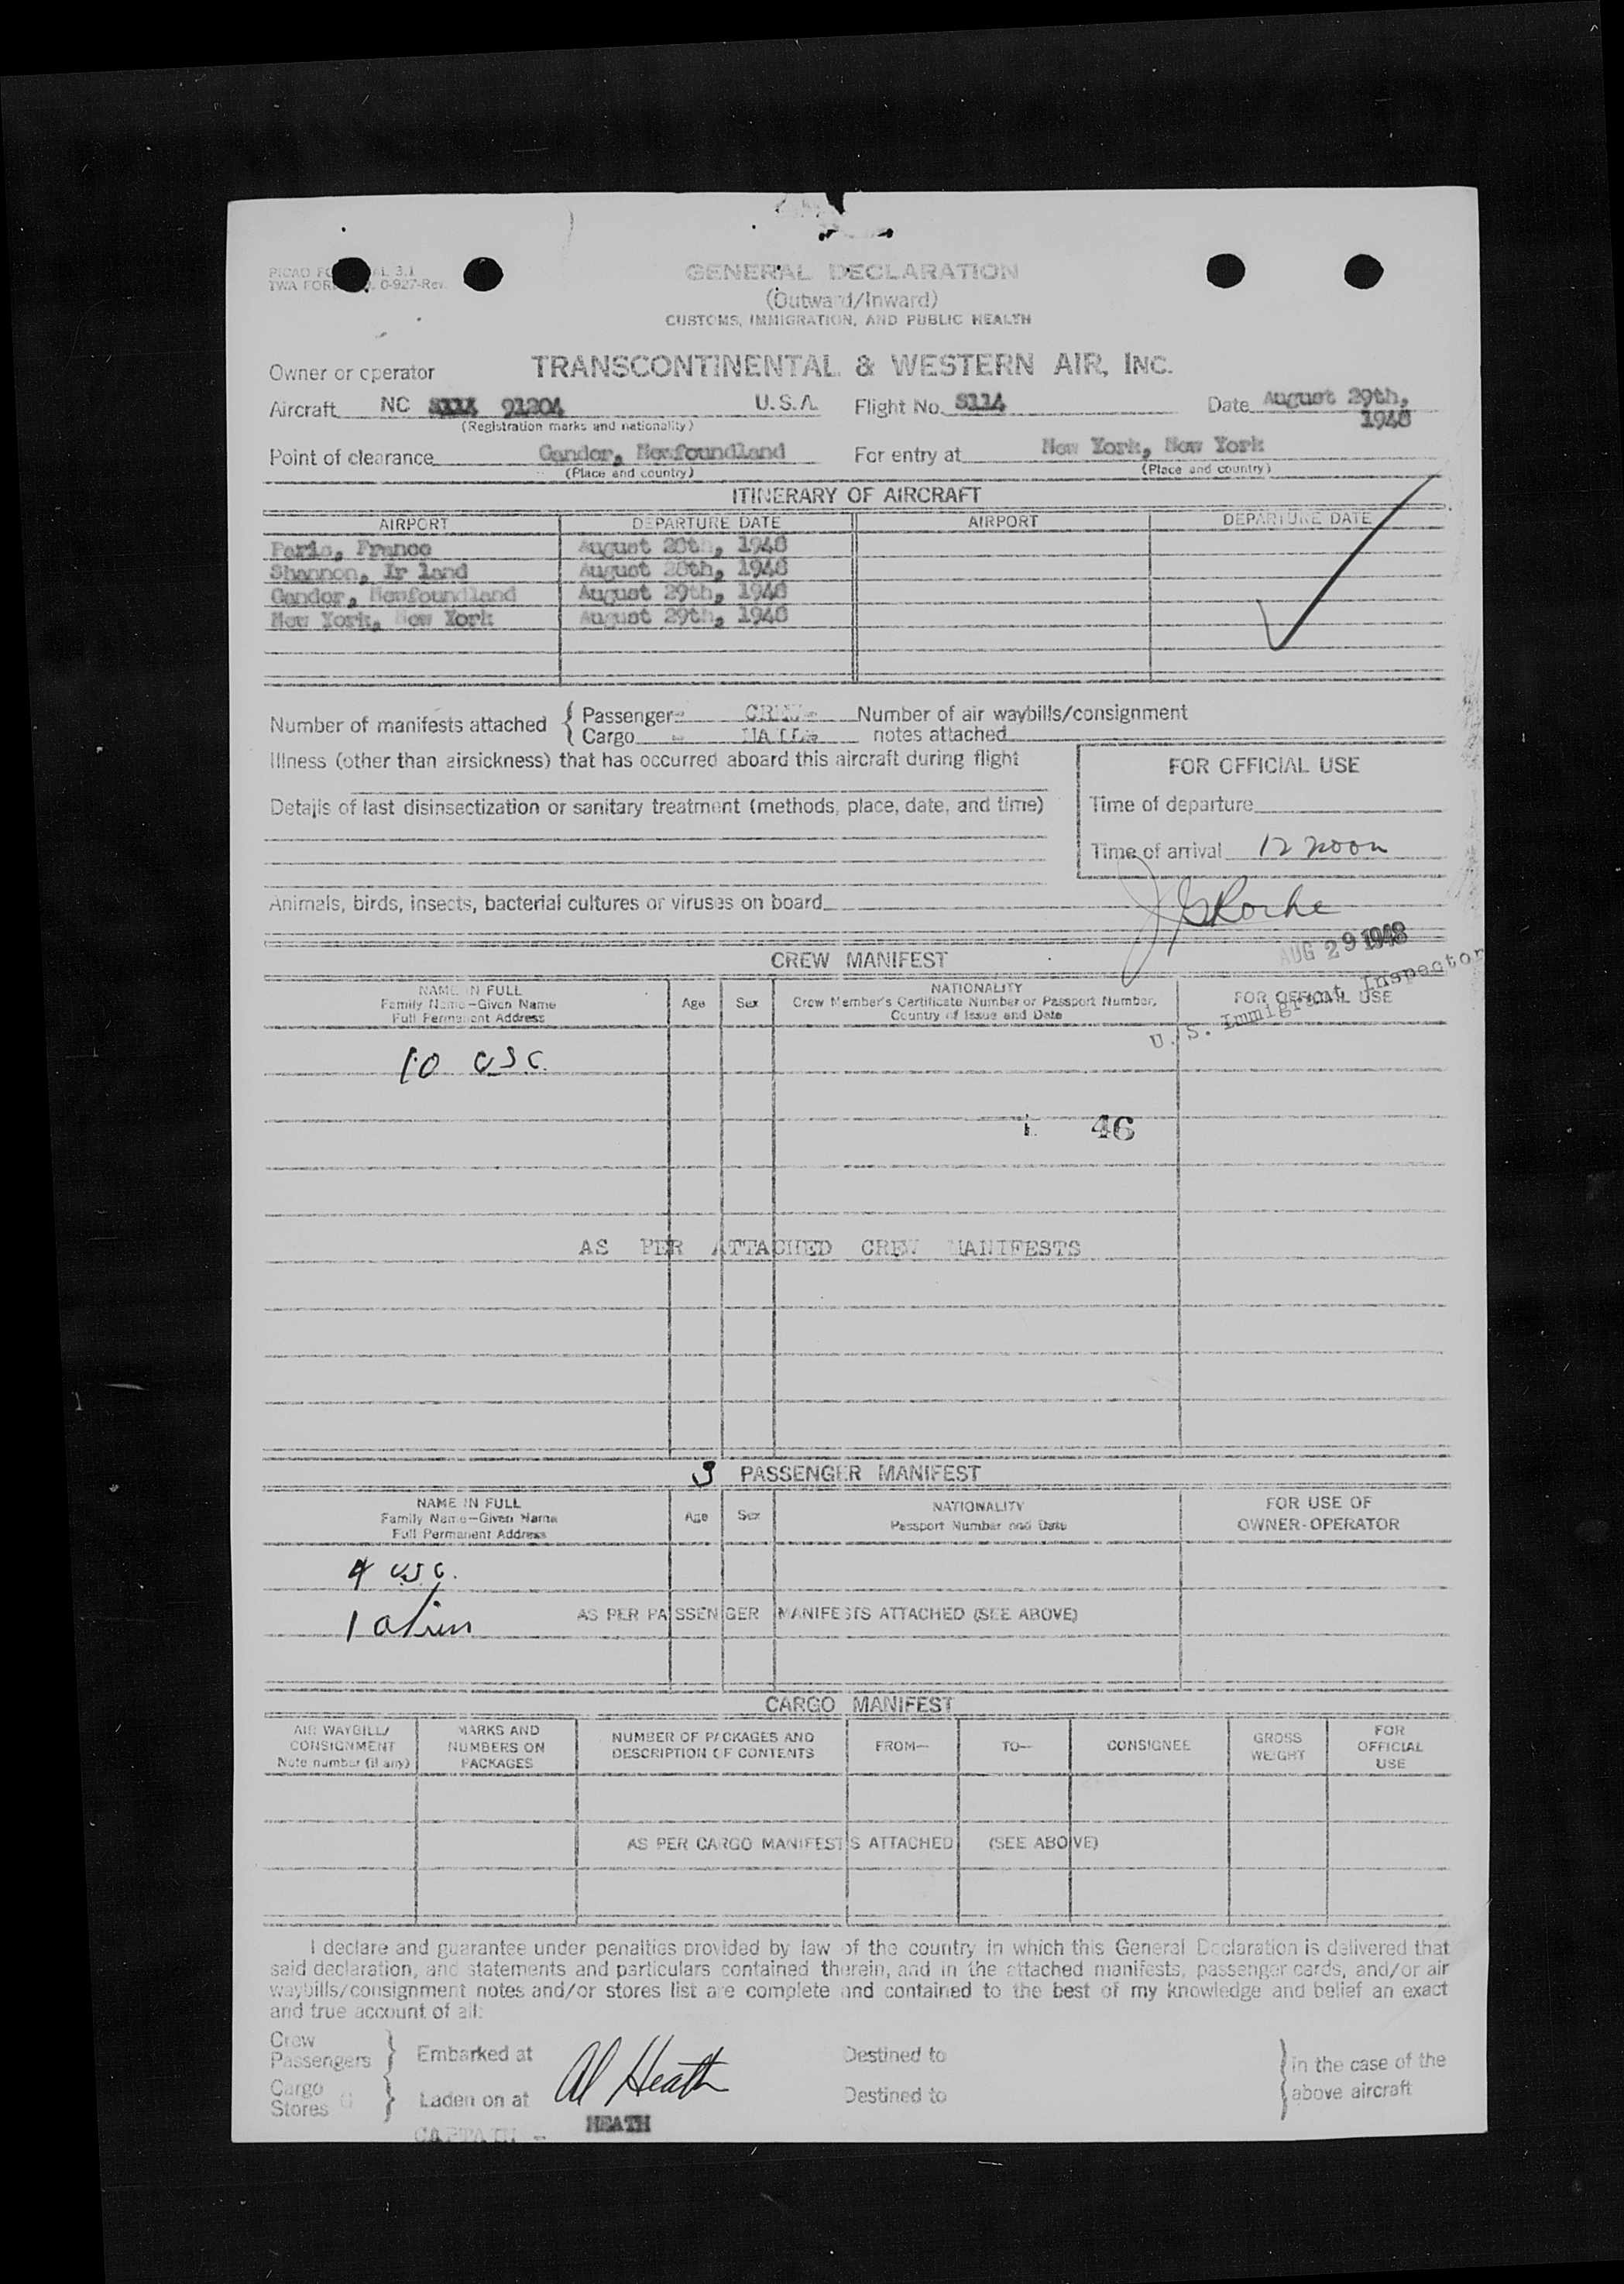 GENERAL DECLARATION
(Outward/Inward)
CUSTOMS, IMMIGRATION, AND PUBLIC HEALTH
Owner or operator TRANSCONTINENTAL & WESTERN AIR, INC.
Aircraft NC 91204 U.S.A. Flight No. S114 Date August 29th, 1948
(Registration marks and nationality)
Point of clearance Gander, Newfoundland For entry at New York, New York
(Place and country) (Place and country)
ITINERARY OF AIRCRAFT
AIRPORT DEPARTURE DATE AIRPORT DEPARTURE DATE
Paris, France August 28th, 1948
Shannon, Ir land August 28th, 1948
Gander, Newfoundland August 29th, 1948
New York, New York August 29th, 1948
Number of manifests attached { Passenger CREW Number of air waybills/consignment
Cargo notes attached
Illness (other than airsickness) that has occurred aboard this aircraft during flight
FOR OFFICIAL USE
Details of last disinsectization or sanitary treatment (methods, place, date, and time)
Time of departure
Time of arrival 12 noon
Animals, birds, insects, bacterial cultures or viruses on board
AUG 29 1948
U. S. Immigrant Inspector
CREW MANIFEST
NAME IN FULL
Family Name—Given Name
Full Permanent Address
Age Sex
NATIONALITY
Crew Member's Certificate Number or Passport Number,
Country of Issue and Date
FOR OFFICIAL USE
10 USC.
46
AS PER ATTACHED CREW MANIFESTS
PASSENGER MANIFEST
NAME IN FULL
Family Name—Given Name
Full Permanent Address
Age Sex
NATIONALITY
Passport Number and Date
FOR USE OF
OWNER-OPERATOR
4 USC.
1 alien AS PER PASSENGER MANIFESTS ATTACHED (SEE ABOVE)
CARGO MANIFEST
AIR WAYBILL/
CONSIGNMENT
Note number (if any)
MARKS AND
NUMBERS ON
PACKAGES
NUMBER OF PACKAGES AND
DESCRIPTION OF CONTENTS
FROM— TO— CONSIGNEE
GROSS
WEIGHT
FOR
OFFICIAL
USE
AS PER CARGO MANIFESTS ATTACHED (SEE ABOVE)
I declare and guarantee under penalties provided by law of the country in which this General Declaration is delivered that
said declaration, and statements and particulars contained therein, and in the attached manifests, passenger cards, and/or air
waybills/consignment notes and/or stores list are complete and contained to the best of my knowledge and belief an exact
and true account of all:
Crew
Passengers } Embarked at Destined to } in the case of the
Cargo
Stores } Laden on at Destined to above aircraft
Al Heath
CAPTAIN - HEATH